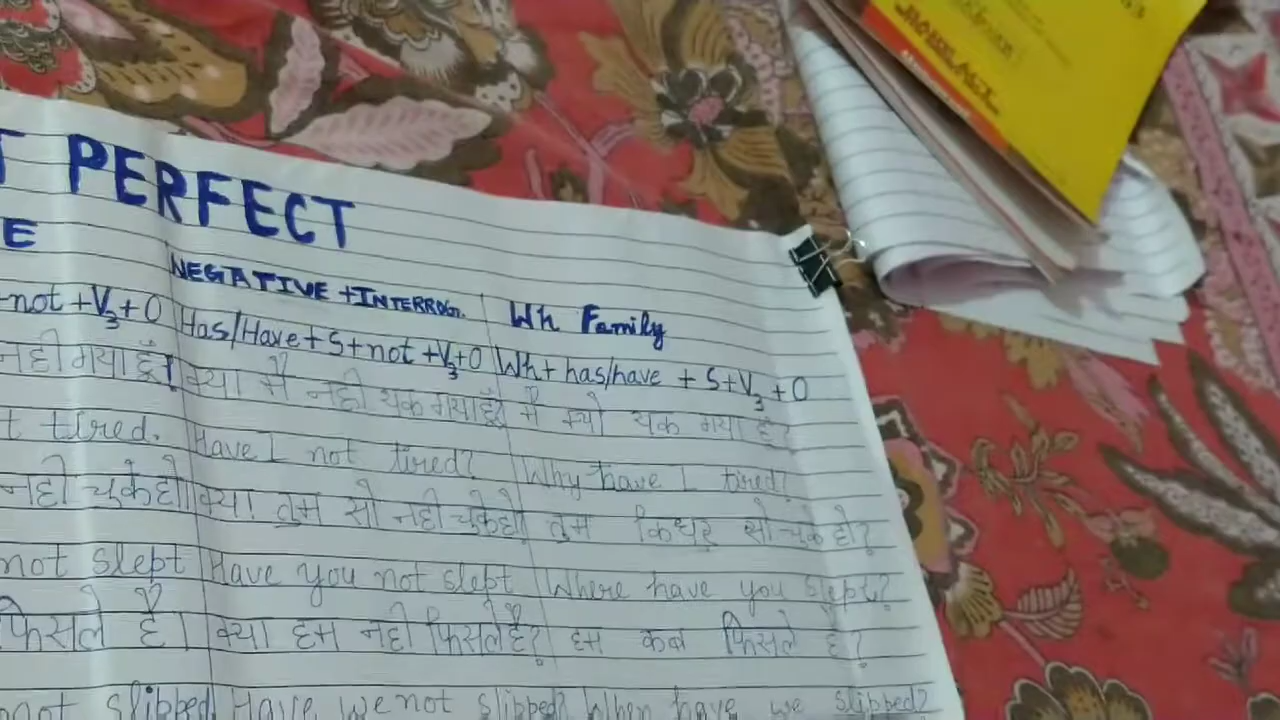 T PERFECT
E
NEGATIVE + INTERROG. Wh Family
-not + V3 + O Has/Have + S + not + V3 + O Wh + has/have + S + V3 + O
नहीं गया हूँ। क्या मैं नहीं थक गया हूँ? मैं क्यों थक गया हूँ?
t tired. Have I not tired? Why have I tired?
नहीं चुके हो क्या तुम सो नहीं चुके हो तुम किधर सो चुके हो?
not slept Have you not slept Where have you slept?
फिसले हैं। क्या हम नहीं फिसले हैं? हम कब फिसले हैं?
not slipped Have we not slipped? When have we slipped?